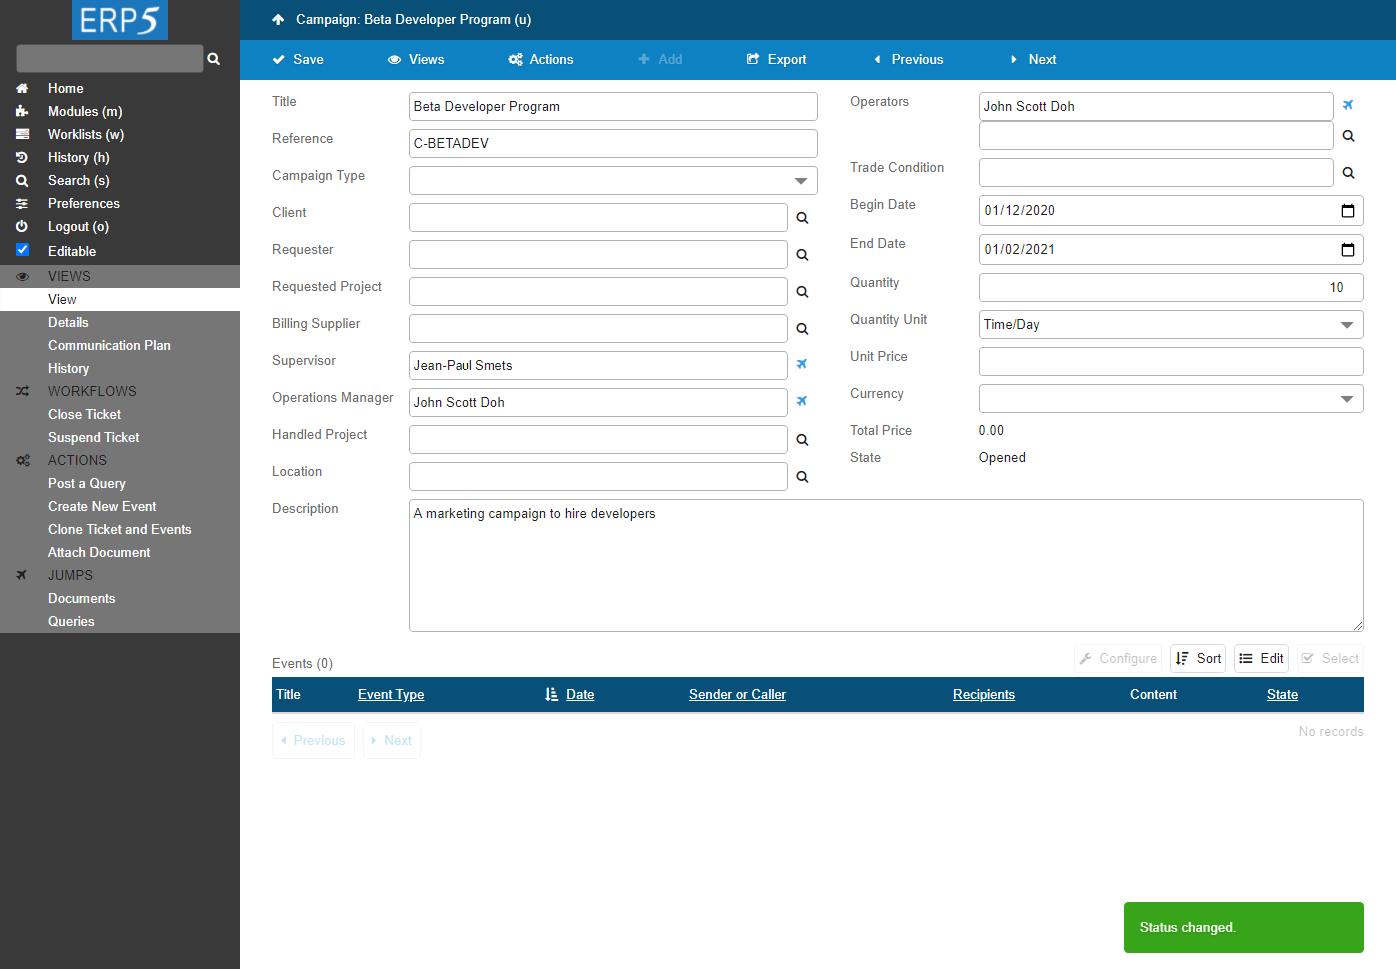 ERP5
Campaign: Beta Developer Program (u)
Save
Views
Actions
Add
Export
Previous
Next
Home
Modules (m)
Worklists (w)
History (h)
Search (s)
Preferences
Logout (o)
Editable
VIEWS
View
Details
Communication Plan
History
WORKFLOWS
Close Ticket
Suspend Ticket
ACTIONS
Post a Query
Create New Event
Clone Ticket and Events
Attach Document
JUMPS
Documents
Queries
Title Beta Developer Program
Reference C-BETADEV
Campaign Type
Client
Requester
Requested Project
Billing Supplier
Supervisor Jean-Paul Smets
Operations Manager John Scott Doh
Handled Project
Location
Operators John Scott Doh
Trade Condition
Begin Date 01/12/2020
End Date 01/02/2021
Quantity 10
Quantity Unit Time/Day
Unit Price
Currency
Total Price 0.00
State Opened
Description A marketing campaign to hire developers
Events (0)
Configure Sort Edit Select
Title Event Type Date Sender or Caller Recipients Content State
Previous Next
No records
Status changed.